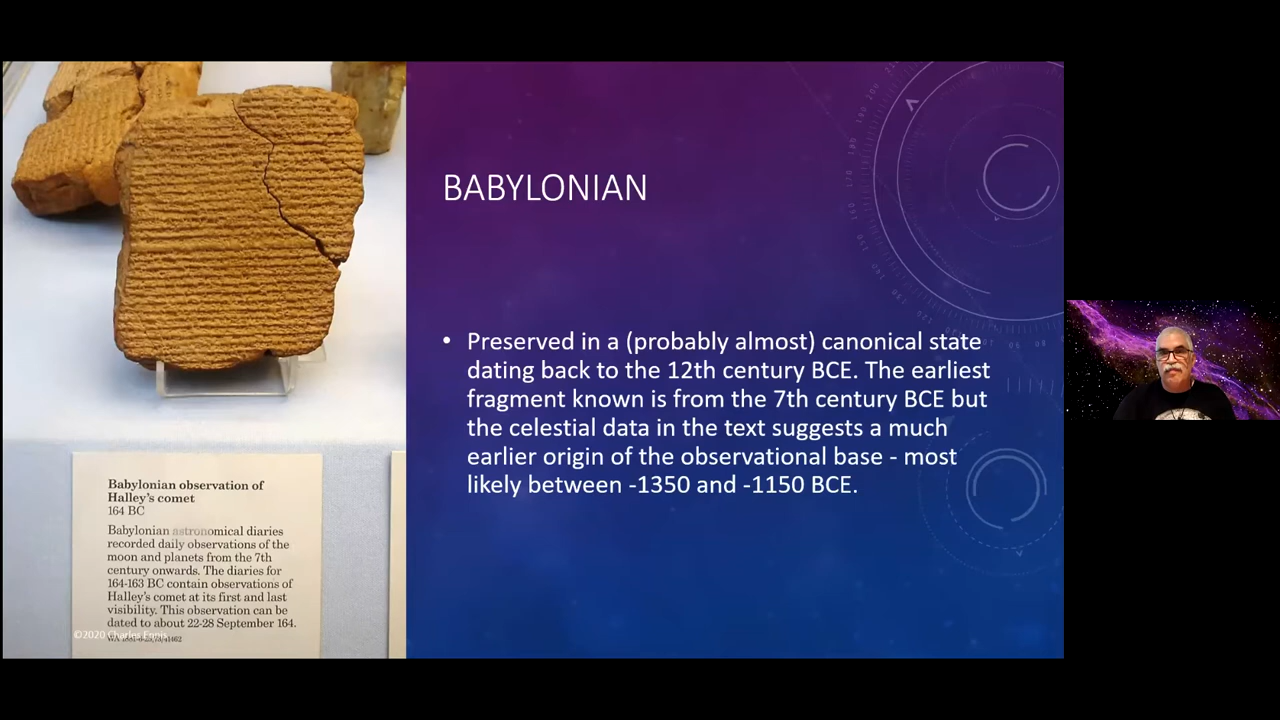 BABYLONIAN
• Preserved in a (probably almost) canonical state
dating back to the 12th century BCE. The earliest
fragment known is from the 7th century BCE but
the celestial data in the text suggests a much
earlier origin of the observational base - most
likely between -1350 and -1150 BCE.
Babylonian observation of
Halley's comet
164 BC
Babylonian astronomical diaries
recorded daily observations of the
moon and planets from the 7th
century onwards. The diaries for
164-163 BC contain observations of
Halley's comet at its first and last
visibility. This observation can be
dated to about 22-28 September 164.
©2020 Charles Ennis